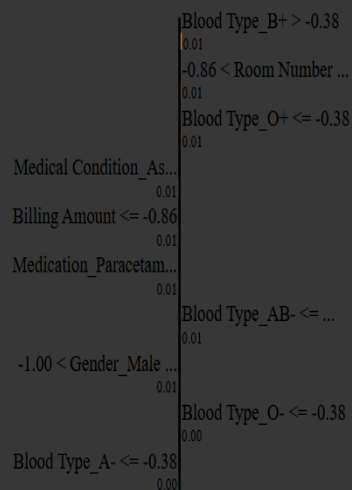 Blood Type_B+ > -0.38
0.01
-0.86 < Room Number ...
0.01
Blood Type_O+ <= -0.38
0.01
Medical Condition_As...
0.01
Billing Amount <= -0.86
0.01
Medication_Paracetam...
0.01
Blood Type_AB- <= ...
0.01
-1.00 < Gender_Male ...
0.01
Blood Type_O- <= -0.38
0.00
Blood Type_A- <= -0.38
0.00